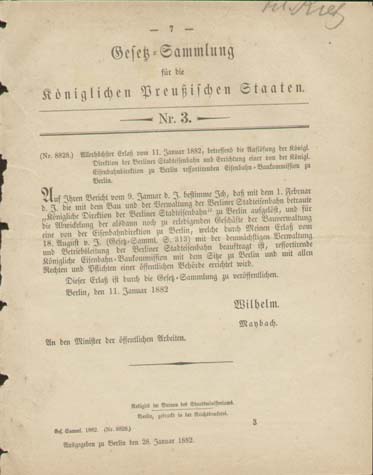 — 7 —
Gesetz-Sammlung
für die
Königlichen Preußischen Staaten.
Nr. 3.
(Nr. 8828.) Allerhöchster Erlaß vom 11. Januar 1882, betreffend die Auflösung der Königl.
Direktion der Berliner Stadteisenbahn und Errichtung einer von der Königl.
Eisenbahndirektion zu Berlin ressortirenden Eisenbahn-Baukommission zu
Berlin.
Auf Ihren Bericht vom 9. Januar d. J. bestimme Ich, daß mit dem 1. Februar
d. J. die mit dem Bau und der Verwaltung der Berliner Stadteisenbahn betraute
„Königliche Direktion der Berliner Stadteisenbahn“ zu Berlin aufgelöst, und für
die Abwickelung der alsdann noch zu erledigenden Geschäfte der Bauverwaltung
eine von der Eisenbahndirektion zu Berlin, welche durch Meinen Erlaß vom
18. August v. J. (Gesetz-Samml. S. 313) mit der demnächstigen Verwaltung
und Betriebsleitung der Berliner Stadteisenbahn beauftragt ist, ressortirende
Königliche Eisenbahn-Baukommission mit dem Sitz zu Berlin und mit allen
Rechten und Pflichten einer öffentlichen Behörde errichtet wird.
Dieser Erlaß ist durch die Gesetz-Sammlung zu veröffentlichen.
Berlin, den 11. Januar 1882
Wilhelm.
Maybach.
An den Minister der öffentlichen Arbeiten.
Redigirt im Bureau des Staatsministeriums.
Berlin, gedruckt in der Reichsdruckerei.
Ges. Samml. 1882. (Nr. 8828.)
3
Ausgegeben zu Berlin den 28. Januar 1882.